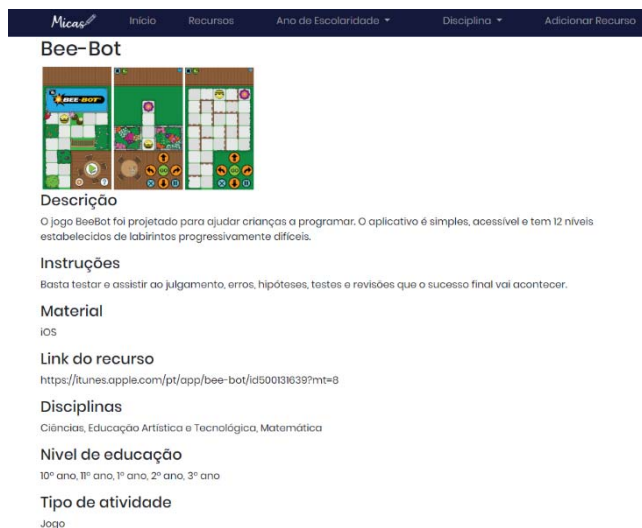 Micas
Início
Recursos
Ano de Escolaridade
Disciplina
Adicionar Recurso
Bee-Bot
BEE-BOT
GO
GO
Descrição
O jogo BeeBot foi projetado para ajudar crianças a programar. O aplicativo é simples, acessível e tem 12 níveis
estabelecidos de labirintos progressivamente difíceis.
Instruções
Basta testar e assistir ao julgamento, erros, hipóteses, testes e revisões que o sucesso final vai acontecer.
Material
iOS
Link do recurso
https://itunes.apple.com/pt/app/bee-bot/id500131639?mt=8
Disciplinas
Ciências, Educação Artística e Tecnológica, Matemática
Nivel de educação
10º ano, 11º ano, 1º ano, 2º ano, 3º ano
Tipo de atividade
Jogo